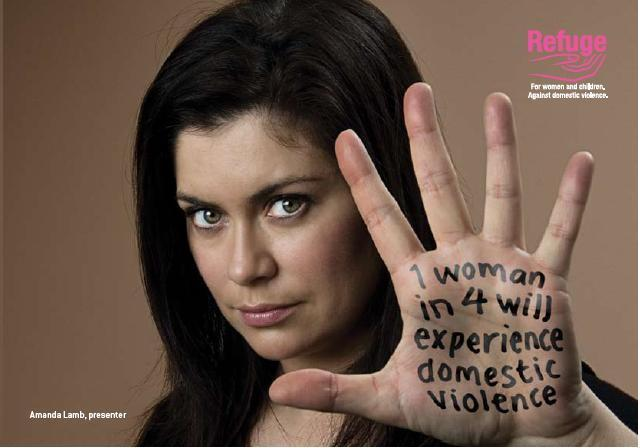 Refuge
For women and children.
Against domestic violence.
1 woman
in 4 will
experience
domestic
violence
Amanda Lamb, presenter